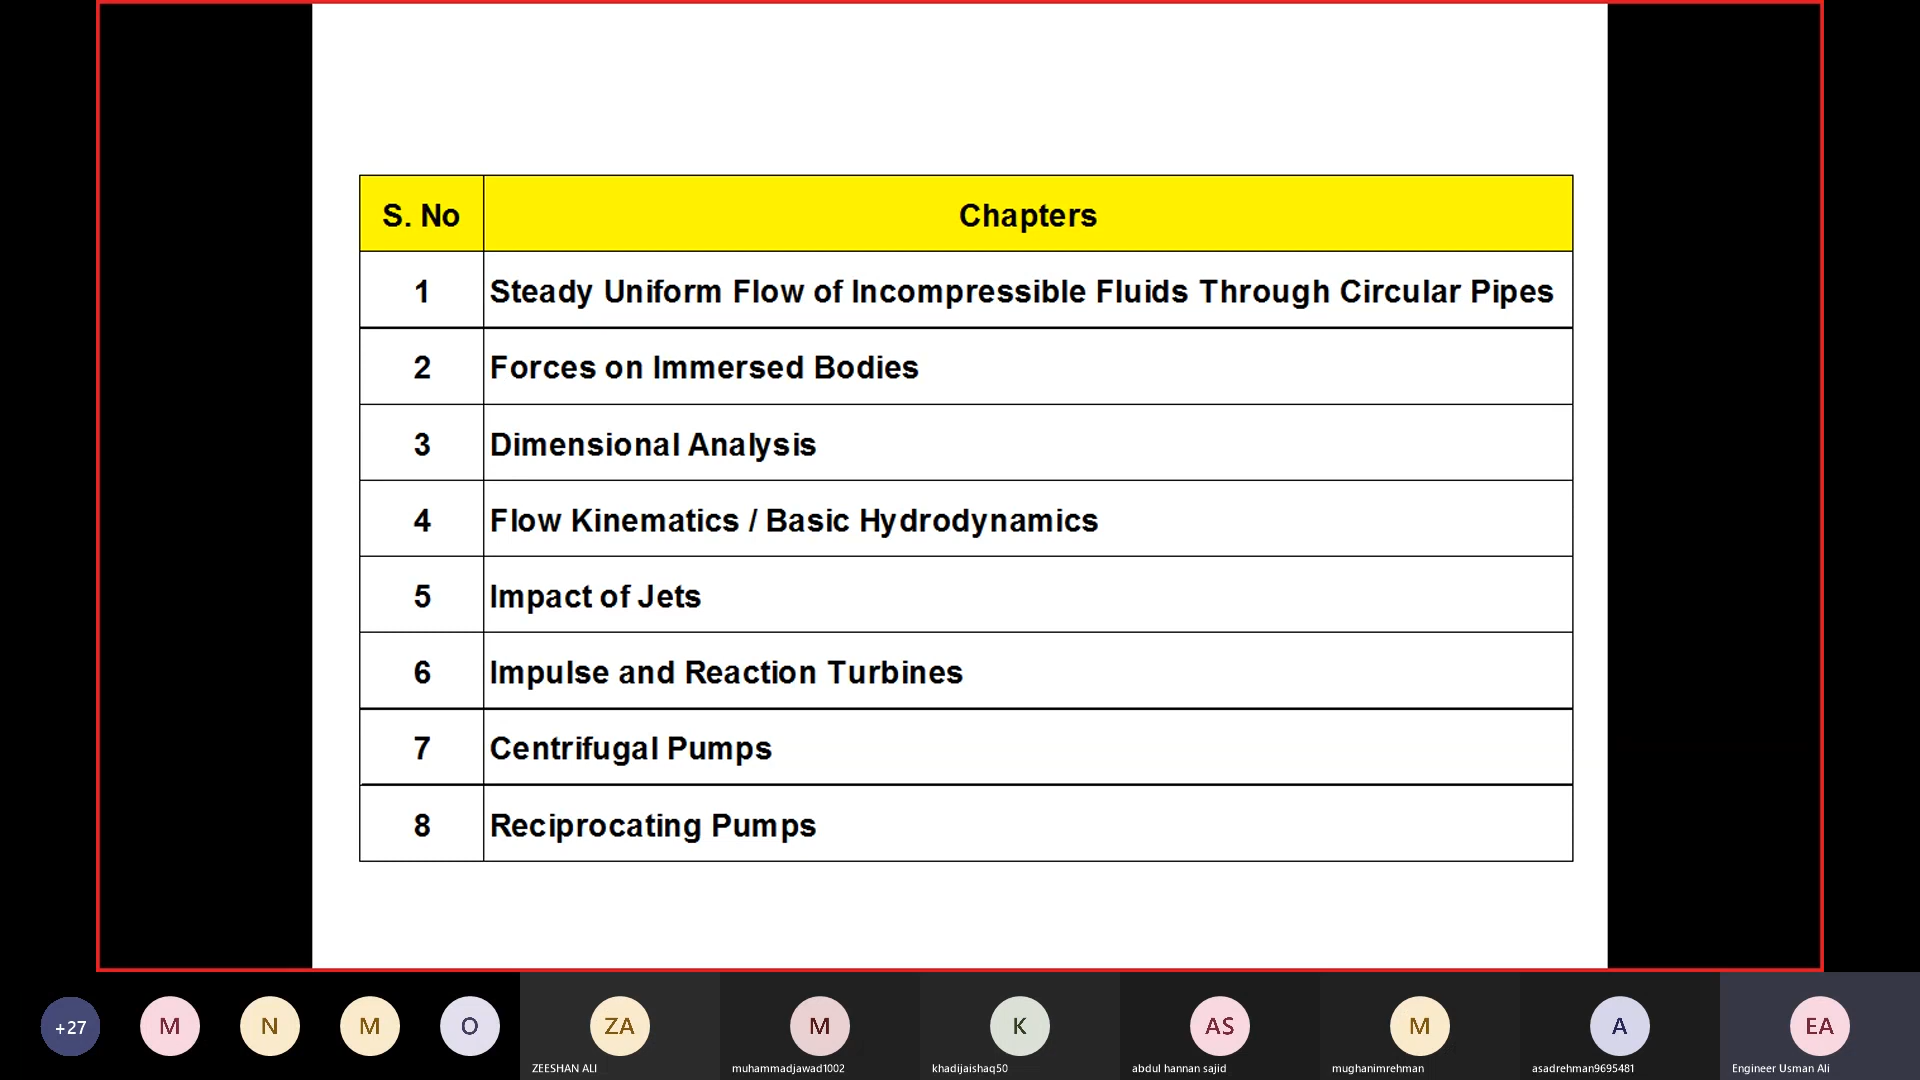 S. No Chapters
1 Steady Uniform Flow of Incompressible Fluids Through Circular Pipes
2 Forces on Immersed Bodies
3 Dimensional Analysis
4 Flow Kinematics / Basic Hydrodynamics
5 Impact of Jets
6 Impulse and Reaction Turbines
7 Centrifugal Pumps
8 Reciprocating Pumps
+27 M N M O ZA M K AS M A EA
ZEESHAN ALI muhammadjawad1002 khadijaishaq50 abdul hannan sajid mughanimrehman asadrehman9695481 Engineer Usman Ali